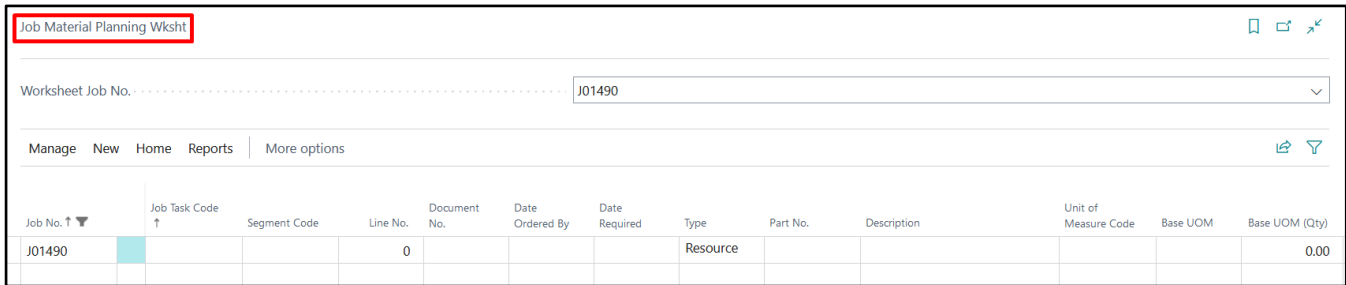 Job Material Planning Wksht
Worksheet Job No. J01490
Manage New Home Reports More options
Job No. ↑ Job Task Code ↑ Segment Code Line No. Document No. Date Ordered By Date Required Type Part No. Description Unit of Measure Code Base UOM Base UOM (Qty)
J01490 0 Resource 0.00